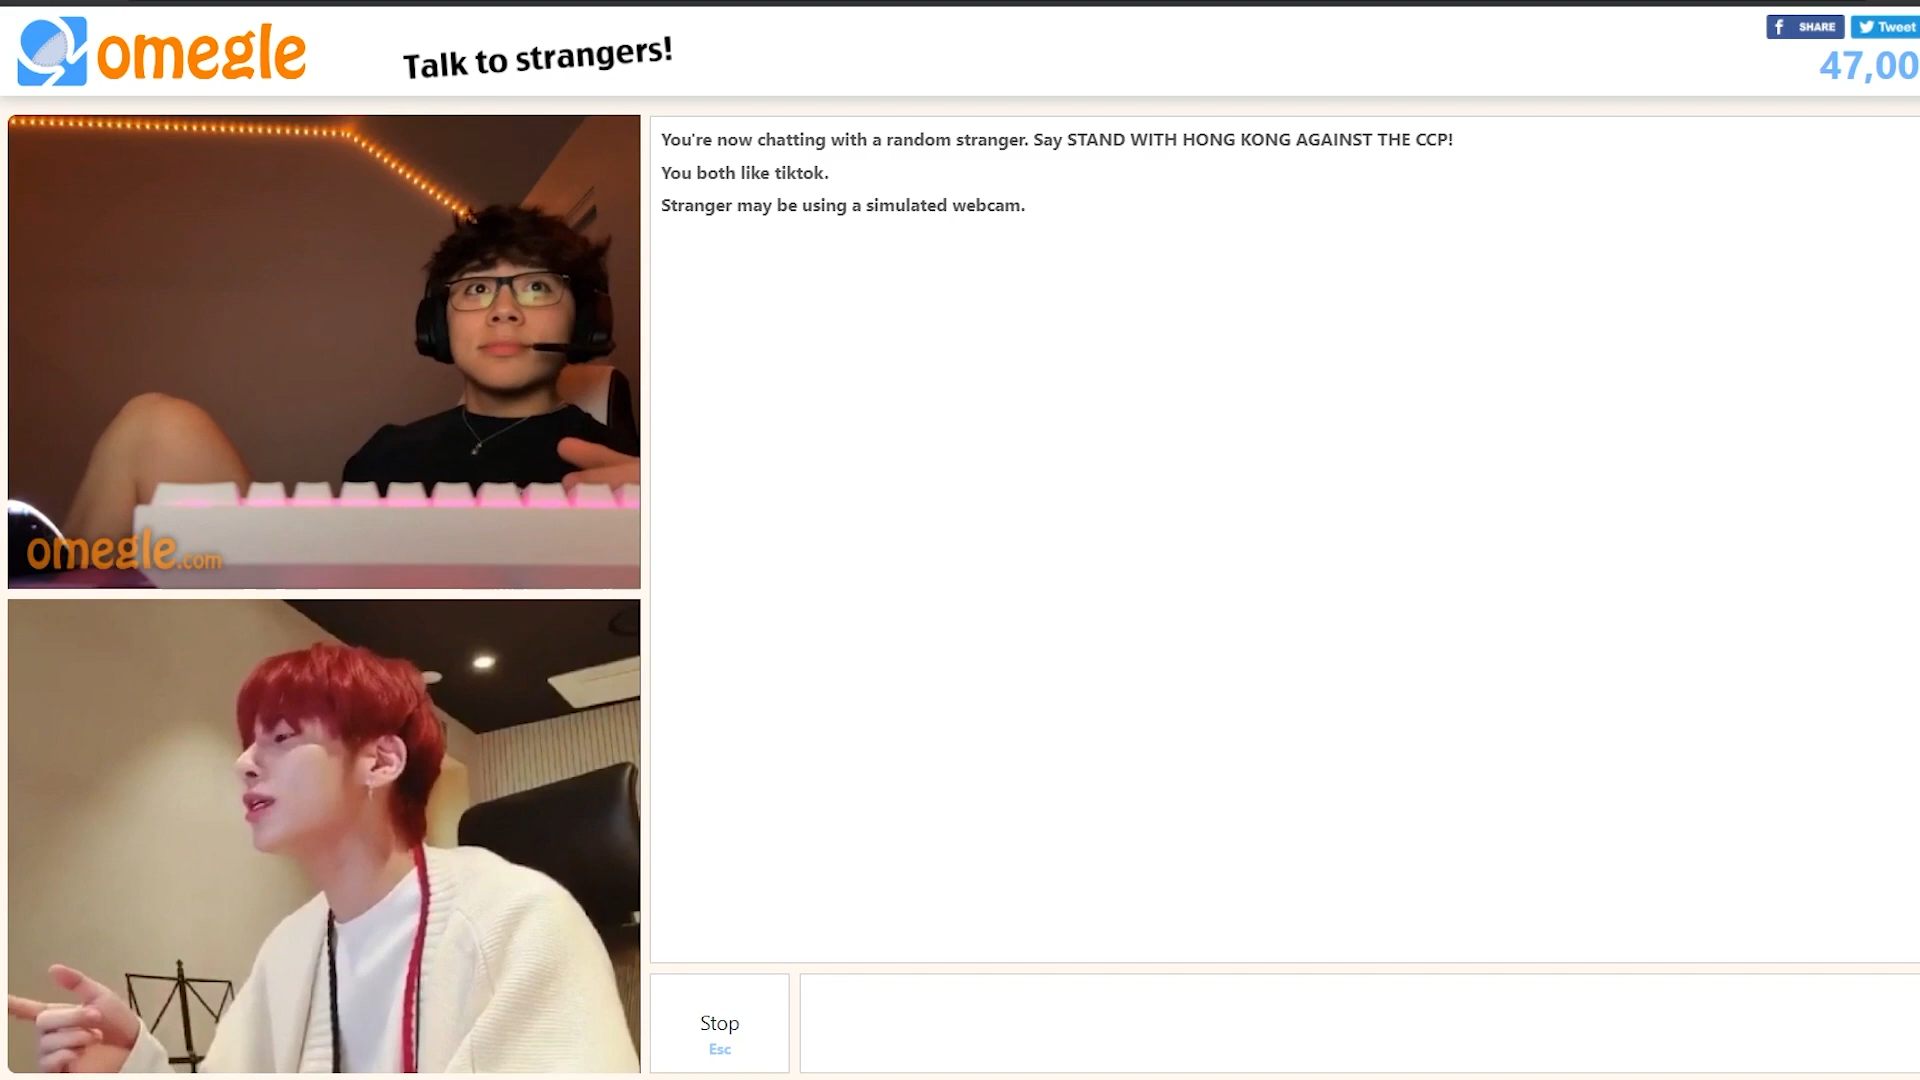 omegle
Talk to strangers!
SHARE
Tweet
47,00
You're now chatting with a random stranger. Say STAND WITH HONG KONG AGAINST THE CCP!
You both like tiktok.
Stranger may be using a simulated webcam.
omegle.com
Stop
Esc